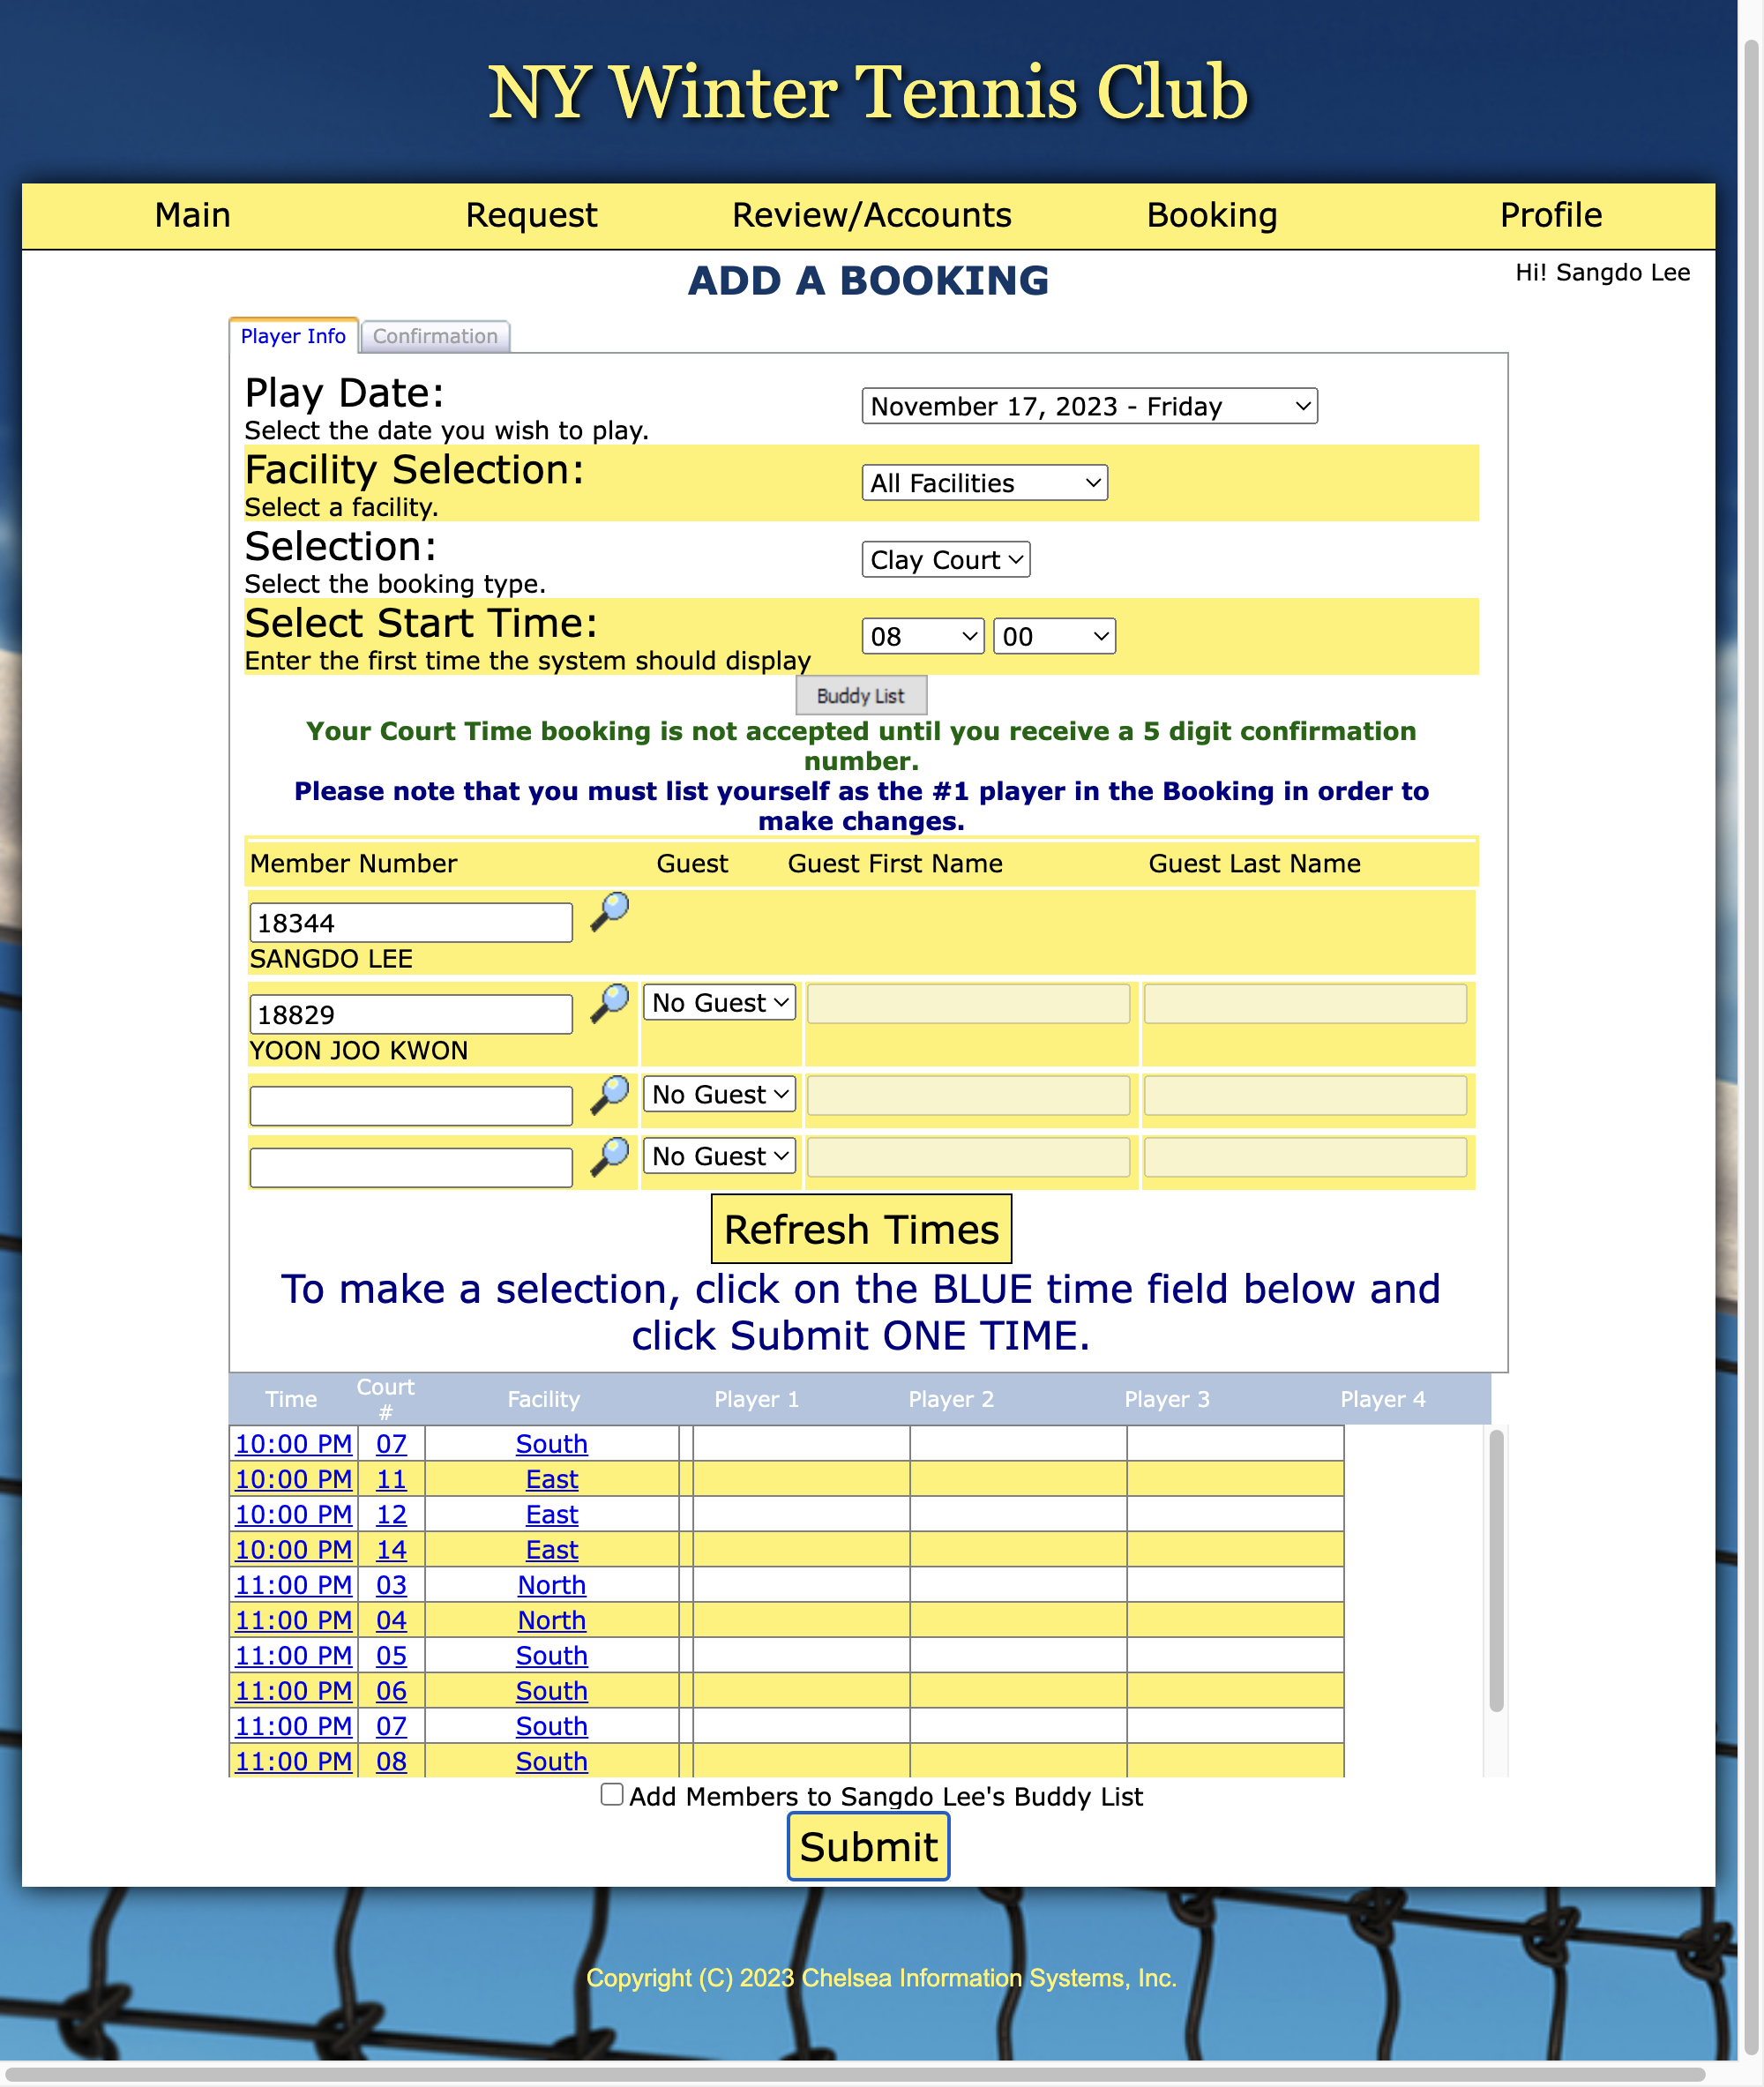 NY Winter Tennis Club
Main Request Review/Accounts Booking Profile
ADD A BOOKING
Hi! Sangdo Lee
Player Info Confirmation
Play Date:
November 17, 2023 - Friday
Select the date you wish to play.
Facility Selection:
All Facilities
Select a facility.
Selection:
Clay Court
Select the booking type.
Select Start Time:
08 00
Enter the first time the system should display
Buddy List
Your Court Time booking is not accepted until you receive a 5 digit confirmation
number.
Please note that you must list yourself as the #1 player in the Booking in order to
make changes.
Member Number Guest Guest First Name Guest Last Name
18344
SANGDO LEE
18829 No Guest
YOON JOO KWON
No Guest
No Guest
Refresh Times
To make a selection, click on the BLUE time field below and
click Submit ONE TIME.
Time Court # Facility Player 1 Player 2 Player 3 Player 4
10:00 PM 07 South
10:00 PM 11 East
10:00 PM 12 East
10:00 PM 14 East
11:00 PM 03 North
11:00 PM 04 North
11:00 PM 05 South
11:00 PM 06 South
11:00 PM 07 South
11:00 PM 08 South
Add Members to Sangdo Lee's Buddy List
Submit
Copyright (C) 2023 Chelsea Information Systems, Inc.